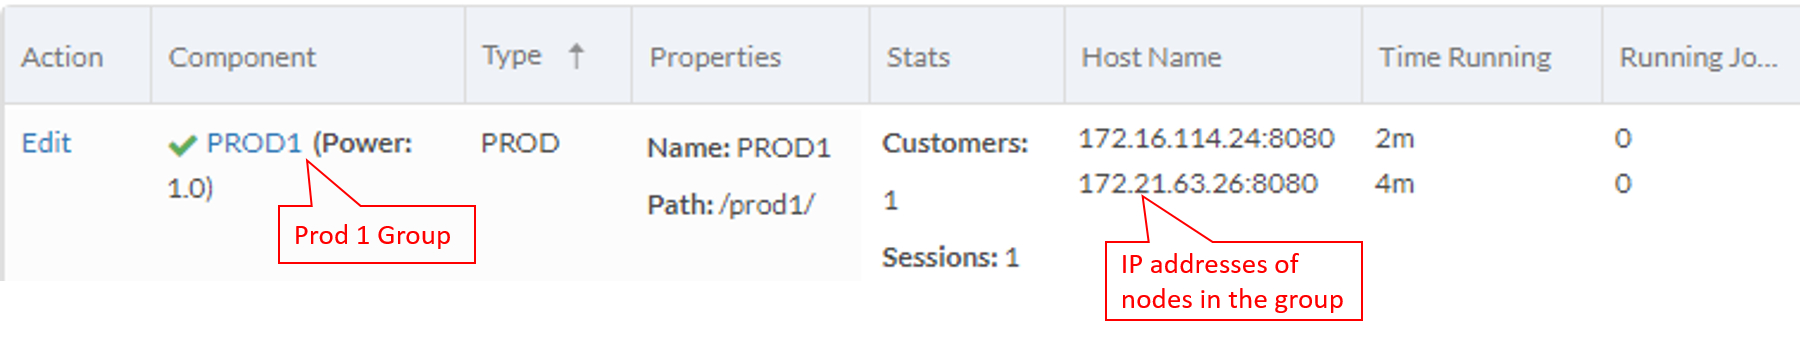 Action Component Type ↑ Properties Stats Host Name Time Running Running Jo...
Edit ✔ PROD1 (Power: PROD Name: PROD1 Customers: 172.16.114.24:8080 2m 0
1.0) Path: /prod1/ 1 172.21.63.26:8080 4m 0
Sessions: 1
Prod 1 Group
IP addresses of
nodes in the group